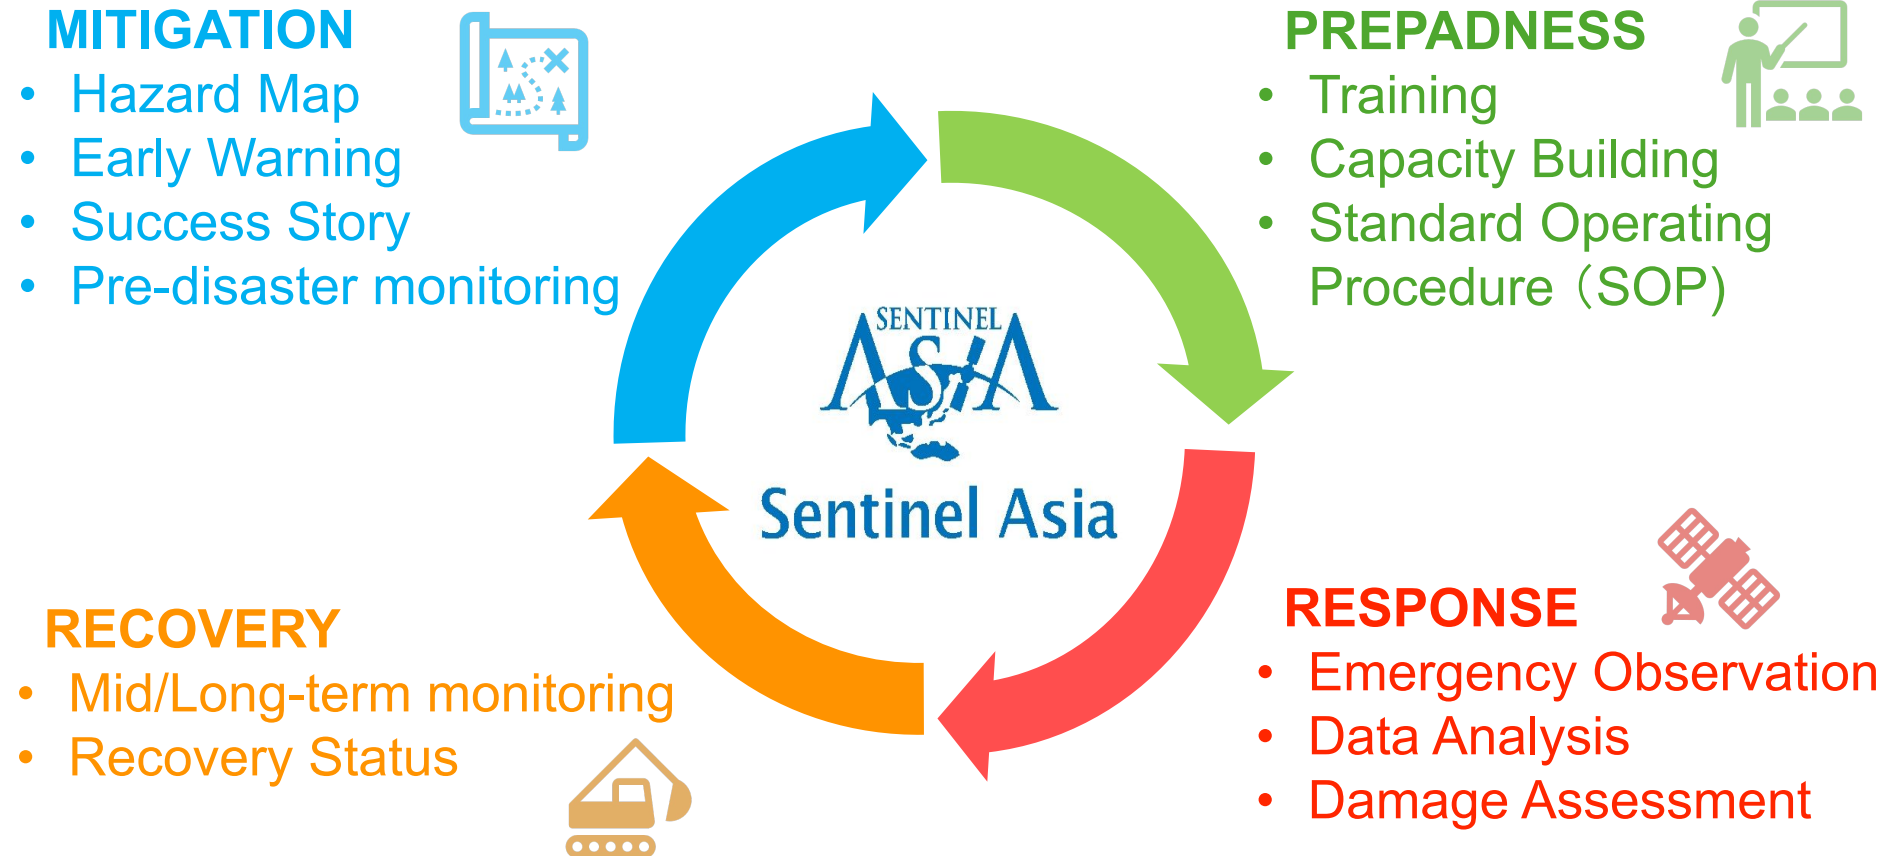 MITIGATION
• Hazard Map
• Early Warning
• Success Story
• Pre-disaster monitoring
PREPADNESS
• Training
• Capacity Building
• Standard Operating
Procedure（SOP)
SENTINEL
ASIA
Sentinel Asia
RECOVERY
• Mid/Long-term monitoring
• Recovery Status
RESPONSE
• Emergency Observation
• Data Analysis
• Damage Assessment